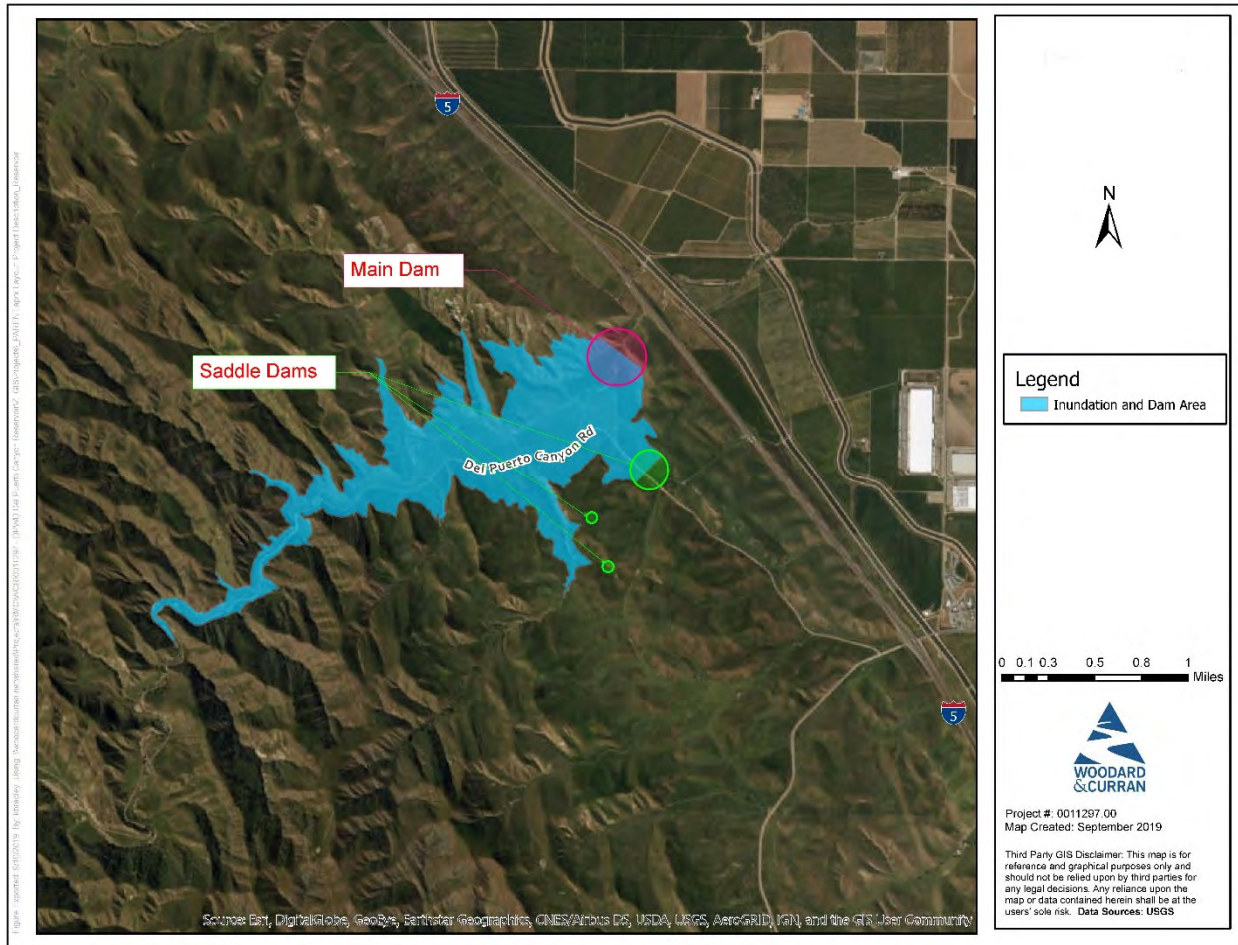 5
Main Dam
Saddle Dams
Del Puerto Canyon Rd
5
Source: Esri, DigitalGlobe, GeoEye, Earthstar Geographics, CNES/Airbus DS, USDA, USGS, AeroGRID, IGN, and the GIS User Community
N
Legend
Inundation and Dam Area
0 0.1 0.3 0.5 0.8 1
Miles
WOODARD
&CURRAN
Project #: 0011297.00
Map Created: September 2019
Third Party GIS Disclaimer: This map is for
reference and graphical purposes only and
should not be relied upon by third parties for
any legal decisions. Any reliance upon the
map or data contained herein shall be at the
users' sole risk. Data Sources: USGS